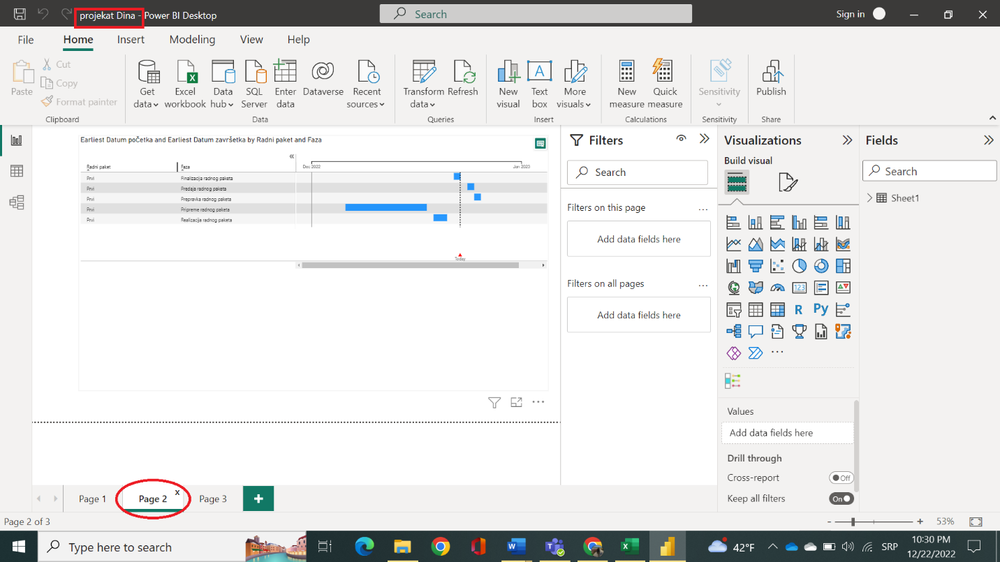 projekat Dina - Power BI Desktop
Search
Sign in
File
Home
Insert
Modeling
View
Help
Paste
Cut
Copy
Format painter
Clipboard
Get data
Excel workbook
Data hub
SQL Server
Enter data
Dataverse
Recent sources
Data
Transform data
Refresh
Queries
New visual
Text box
More visuals
Insert
New measure
Quick measure
Calculations
Sensitivity
Sensitivity
Publish
Share
Earliest Datum početka and Earliest Datum završetka by Radni paket and Faza
Radni paket
Faza
Dec 2022
Jan 2023
Prvi
Finalizacija radnog paketa
Prvi
Predaja radnog paketa
Prvi
Prepravka radnog paketa
Prvi
Pripreme radnog paketa
Prvi
Realizacija radnog paketa
Today
Filters
Search
Filters on this page
...
Add data fields here
Filters on all pages
...
Add data fields here
Visualizations
Build visual
123
R
Py
...
Values
Add data fields here
Drill through
Cross-report
Off
Keep all filters
On
Fields
Search
Sheet1
Page 1
Page 2
x
Page 3
+
Page 2 of 3
- + 53%
Type here to search
42°F
SRP
10:30 PM
12/22/2022